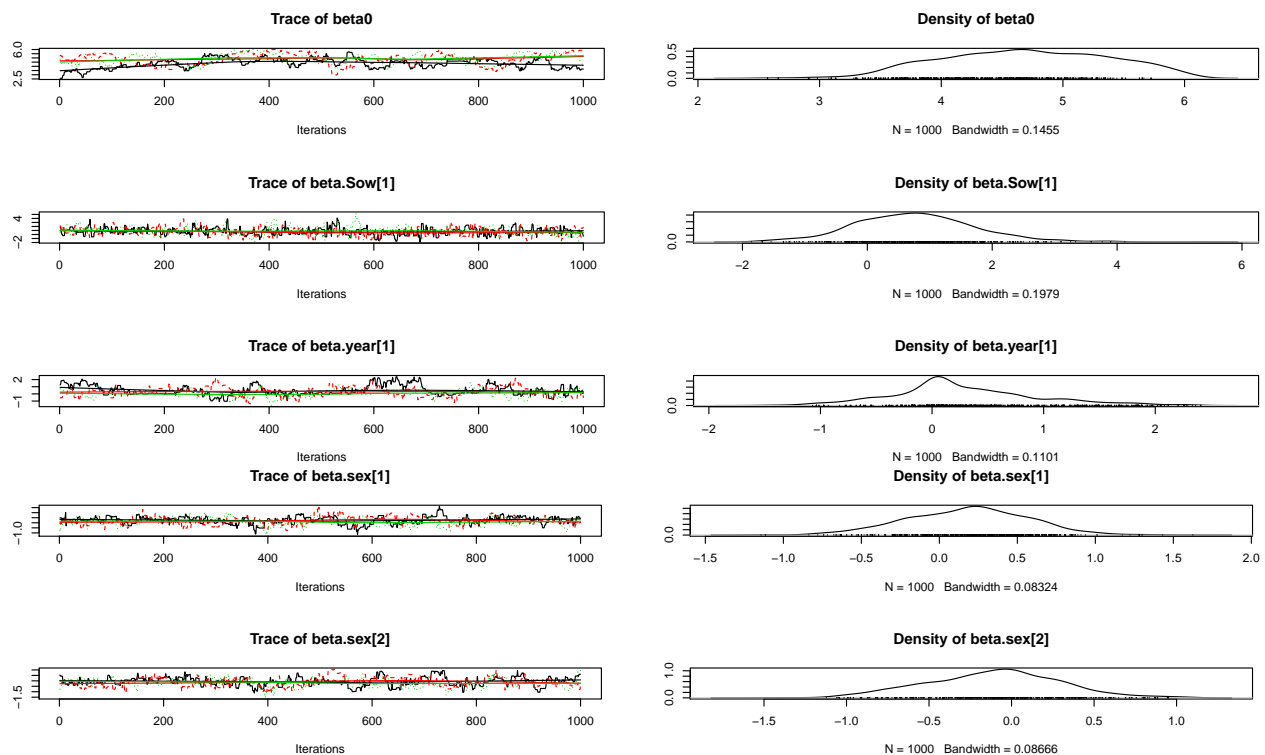 Trace of beta0
6.0
2.5
0 200 400 600 800 1000
Iterations
Density of beta0
0.5
0.0
2 3 4 5 6
N = 1000 Bandwidth = 0.1455
Trace of beta.Sow[1]
4
−2
0 200 400 600 800 1000
Iterations
Density of beta.Sow[1]
0.0
−2 0 2 4 6
N = 1000 Bandwidth = 0.1979
Trace of beta.year[1]
2
−1
0 200 400 600 800 1000
Iterations
Density of beta.year[1]
0.0
−2 −1 0 1 2
N = 1000 Bandwidth = 0.1101
Trace of beta.sex[1]
−1.0
0 200 400 600 800 1000
Iterations
Density of beta.sex[1]
0.0
−1.5 −1.0 −0.5 0.0 0.5 1.0 1.5 2.0
N = 1000 Bandwidth = 0.08324
Trace of beta.sex[2]
−1.5
0 200 400 600 800 1000
Iterations
Density of beta.sex[2]
1.0
0.0
−1.5 −1.0 −0.5 0.0 0.5 1.0
N = 1000 Bandwidth = 0.08666